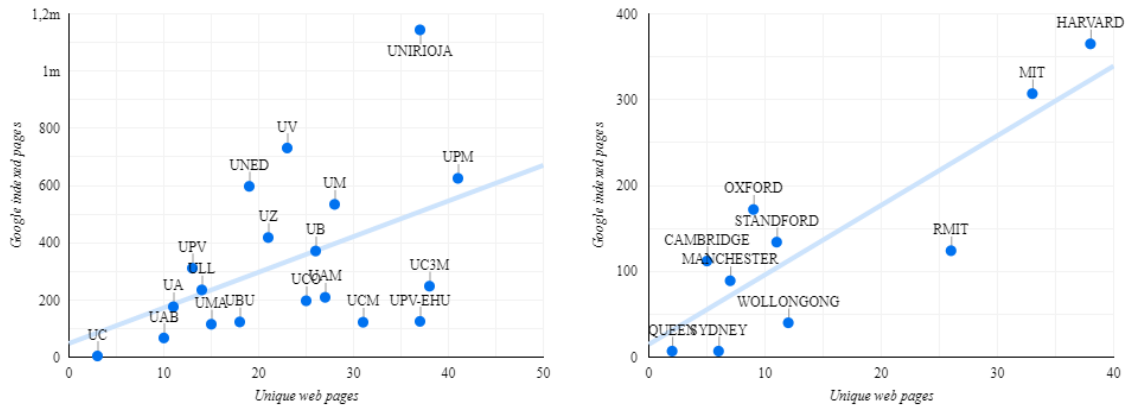 1,2m
UNIRIOJA
1m
800
UV
UNED
UPM
600
UM
UZ
UB
400
UPV
ULL
UC3M
UA
UCO
UAM
200
UMA
UBU
UCM
UPV-EHU
UAB
UC
0
0
10
20
30
40
50
Google indexed pages
Unique web pages
400
HARVARD
MIT
300
OXFORD
200
STANDFORD
RMIT
CAMBRIDGE
MANCHESTER
100
WOLLONGONG
QUEEN
SYDNEY
0
0
10
20
30
40
Google indexed pages
Unique web pages